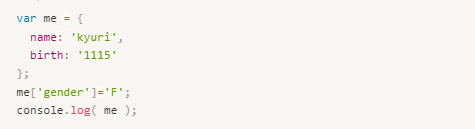 var me = {
  name: 'kyuri',
  birth: '1115'
};
me['gender']='F';
console.log( me );